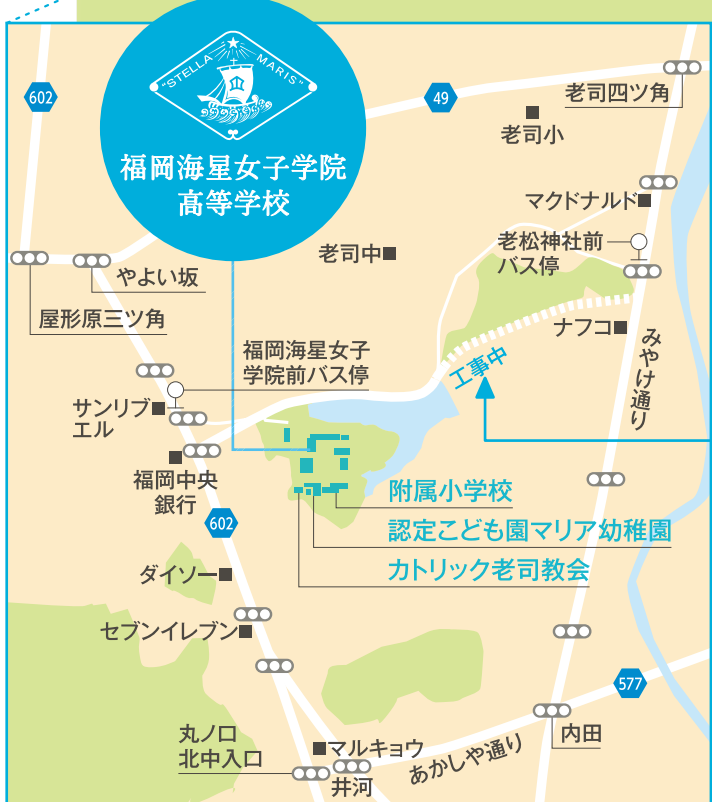 "STELLA MARIS"
福岡海星女子学院
高等学校
602
49
老司四ツ角
老司小
マクドナルド
老松神社前
バス停
老司中
やよい坂
屋形原三ツ角
ナフコ
みやけ通り
福岡海星女子
学院前バス停
工事中
サンリブ
エル
福岡中央
銀行
附属小学校
認定こども園マリア幼稚園
カトリック老司教会
602
ダイソー
セブンイレブン
577
丸ノ口
北中入口
マルキョウ
井河
あかしや通り
内田